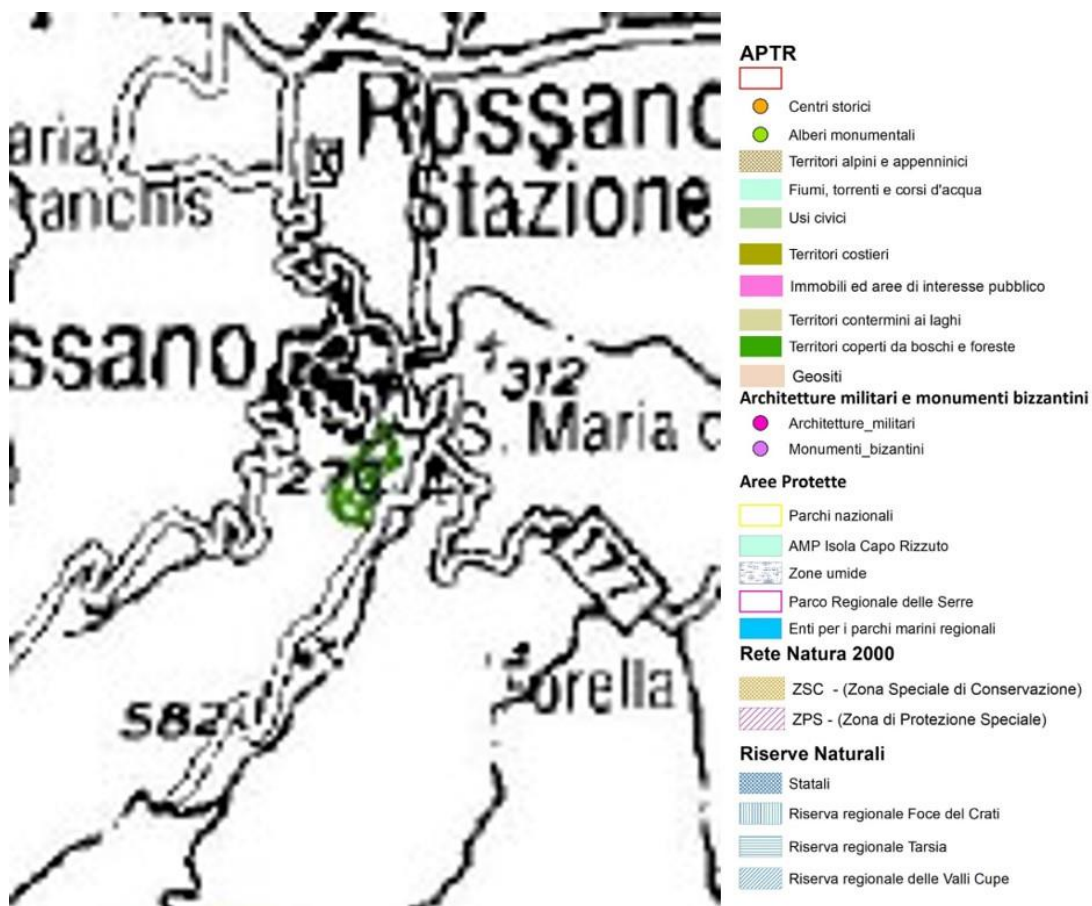 Rossano
Stazione
aria
ranchis
ssano
312
S. Maria
582
177
orella
APTR
Centri storici
Alberi monumentali
Territori alpini e appenninici
Fiumi, torrenti e corsi d'acqua
Usi civici
Territori costieri
Immobili ed aree di interesse pubblico
Territori contermini ai laghi
Territori coperti da boschi e foreste
Geositi
Architetture militari e monumenti bizzantini
Architetture_militari
Monumenti_bizantini
Aree Protette
Parchi nazionali
AMP Isola Capo Rizzuto
Zone umide
Parco Regionale delle Serre
Enti per i parchi marini regionali
Rete Natura 2000
ZSC - (Zona Speciale di Conservazione)
ZPS - (Zona di Protezione Speciale)
Riserve Naturali
Statali
Riserva regionale Foce del Crati
Riserva regionale Tarsia
Riserva regionale delle Valli Cupe